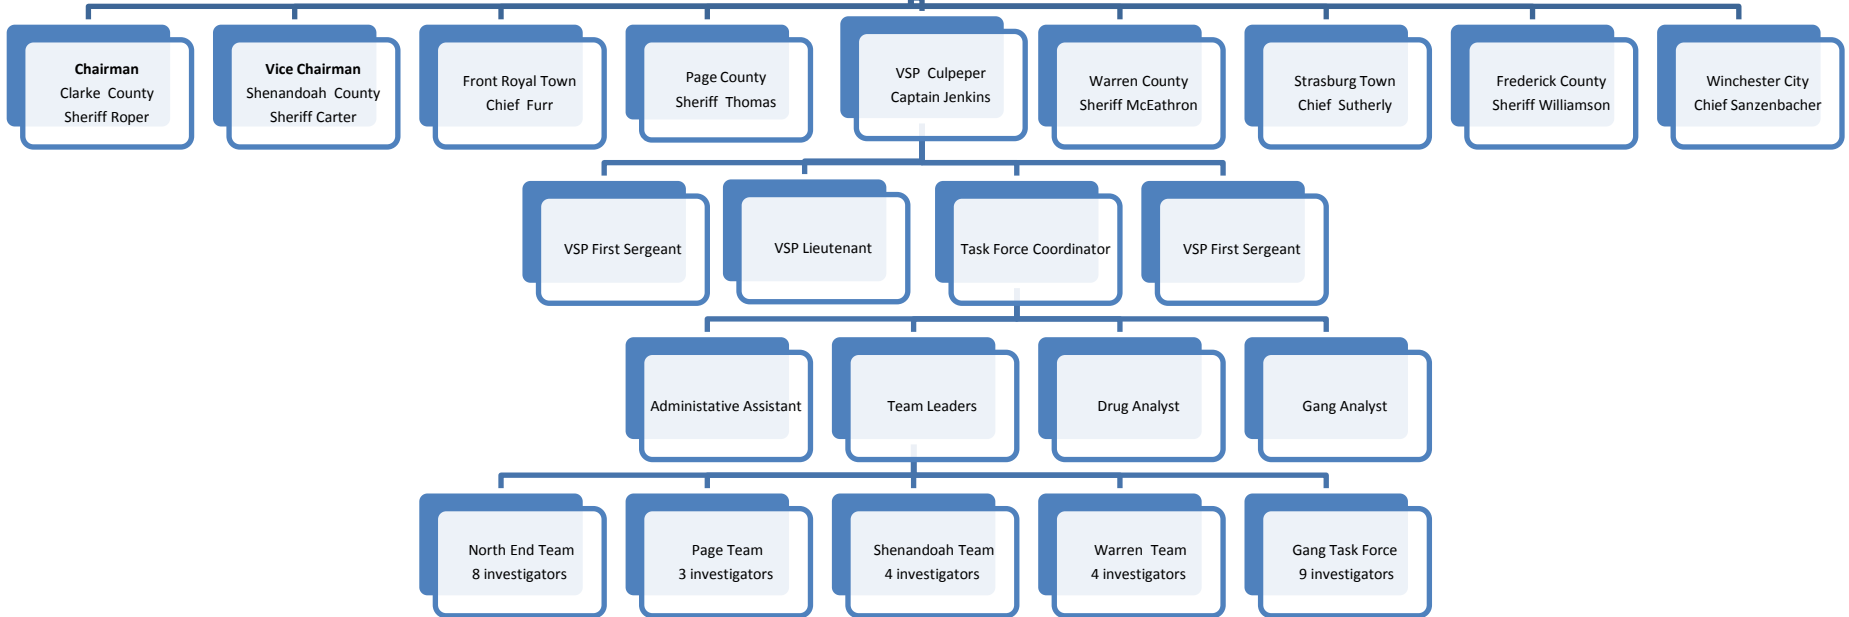 Chairman
Clarke County
Sheriff Roper
Vice Chairman
Shenandoah County
Sheriff Carter
Front Royal Town
Chief Furr
Page County
Sheriff Thomas
VSP Culpeper
Captain Jenkins
Warren County
Sheriff McEathron
Strasburg Town
Chief Sutherly
Frederick County
Sheriff Williamson
Winchester City
Chief Sanzenbacher
VSP First Sergeant
VSP Lieutenant
Task Force Coordinator
VSP First Sergeant
Administative Assistant
Team Leaders
Drug Analyst
Gang Analyst
North End Team
8 investigators
Page Team
3 investigators
Shenandoah Team
4 investigators
Warren Team
4 investigators
Gang Task Force
9 investigators